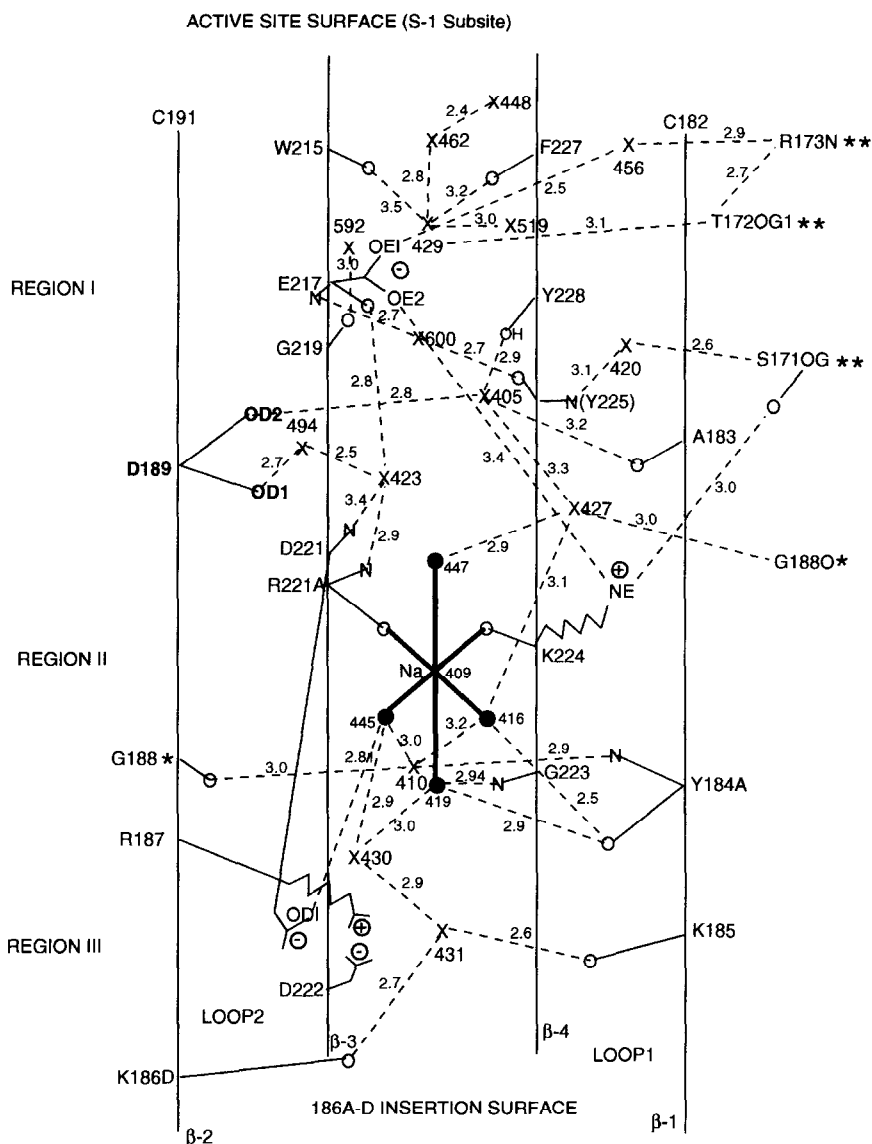 ACTIVE SITE SURFACE (S-1 Subsite)
C191
2.4
X448
C182
2.9
R173N **
W215
X
462
F227
X
456
2.8
3.2
2.5
2.7
3.5
X
3.0
X519
3.1
T172OG1 **
592
X
OEI
429
REGION I
3.0
E217
N
OE2
Y228
2.7
G219
X600
2.7
OH
2.9
X
420
2.6
S171OG **
3.1
2.8
2.8
X405
N(Y225)
OD2
494
X
3.2
A183
D189
2.7
2.5
3.4
3.3
OD1
X423
X427
3.0
3.4
N
2.9
3.0
D221
2.9
G188O*
447
3.1
R221A
N
NE
REGION II
K224
Na
409
445
3.2
416
G188 *
3.0
2.8
3.0
X
2.9
N
410
2.94
N
G223
Y184A
2.9
419
2.5
3.0
2.9
R187
X430
2.9
ODI
REGION III
X
431
2.6
K185
D222
2.7
LOOP2
β-3
β-4
LOOP1
K186D
186A-D INSERTION SURFACE
β-2
β-1